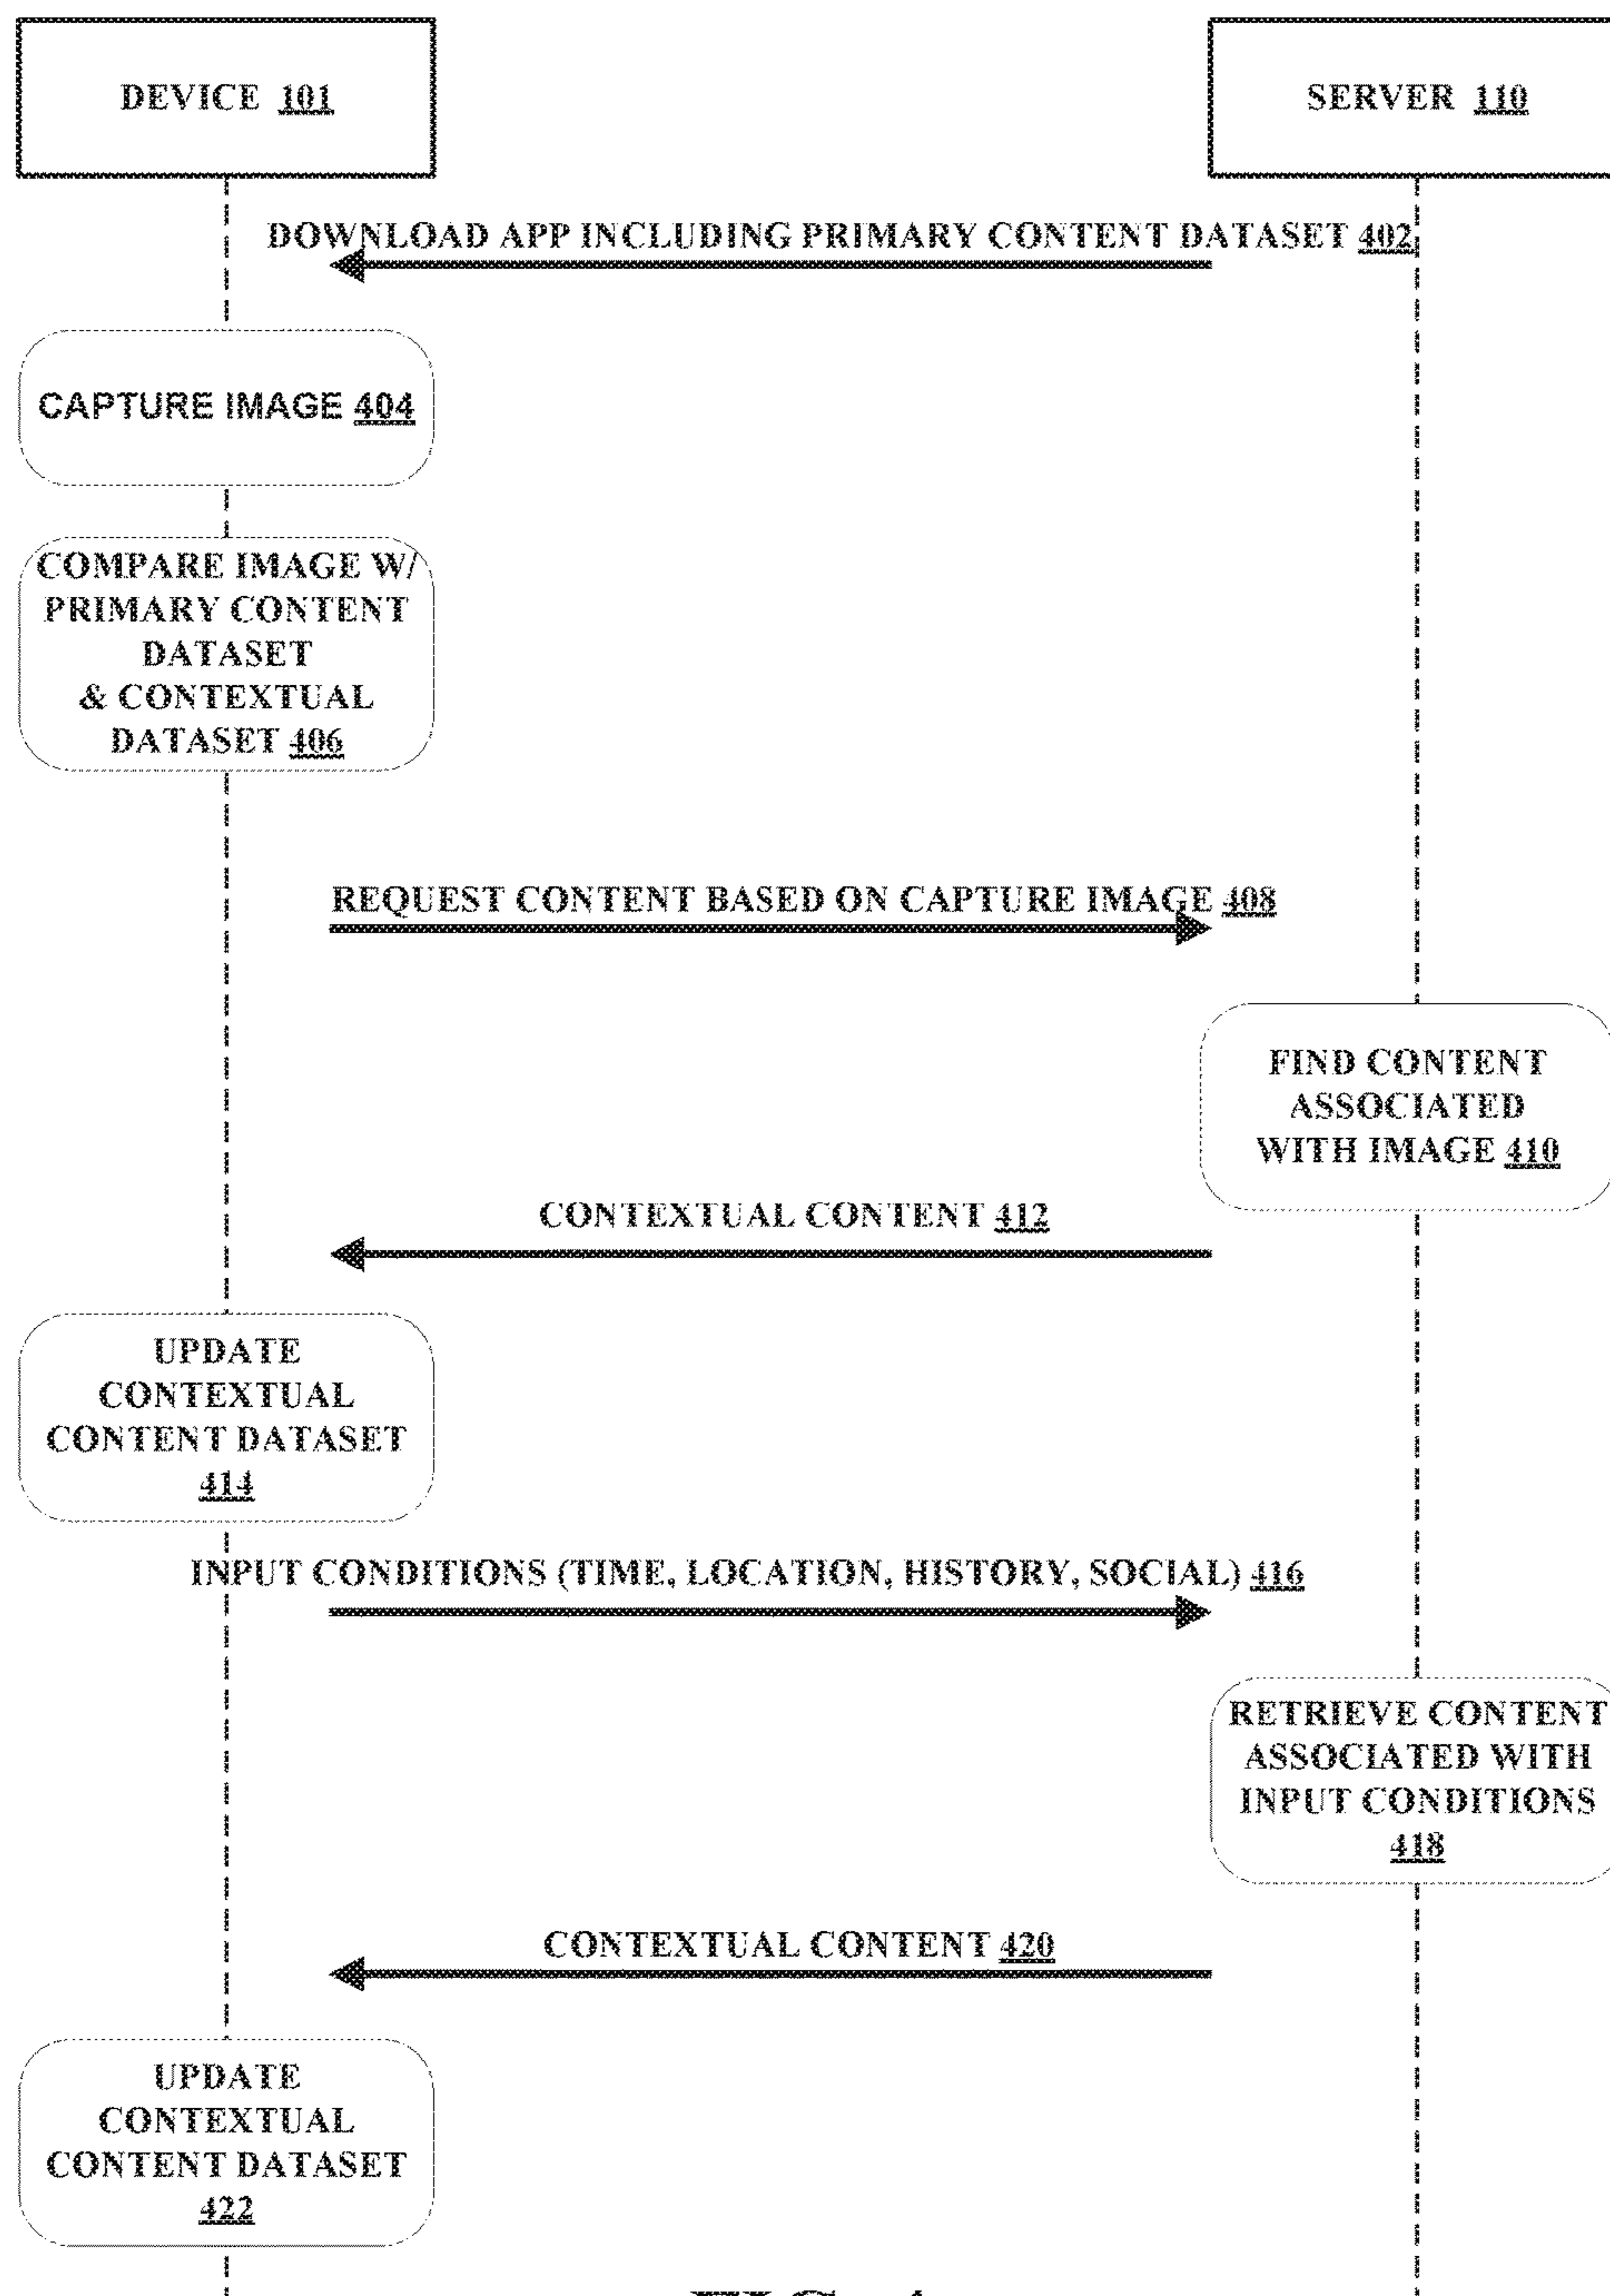 DEVICE 101
SERVER 110
DOWNLOAD APP INCLUDING PRIMARY CONTENT DATASET 402
CAPTURE IMAGE 404
COMPARE IMAGE W/
PRIMARY CONTENT
DATASET
& CONTEXTUAL
DATASET 406
REQUEST CONTENT BASED ON CAPTURE IMAGE 408
FIND CONTENT
ASSOCIATED
WITH IMAGE 410
CONTEXTUAL CONTENT 412
UPDATE
CONTEXTUAL
CONTENT DATASET
414
INPUT CONDITIONS (TIME, LOCATION, HISTORY, SOCIAL) 416
RETRIEVE CONTENT
ASSOCIATED WITH
INPUT CONDITIONS
418
CONTEXTUAL CONTENT 420
UPDATE
CONTEXTUAL
CONTENT DATASET
422